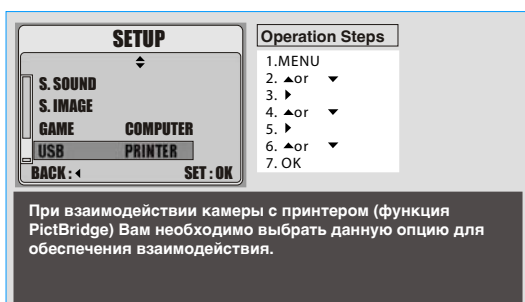 SETUP
S. SOUND
S. IMAGE
GAME COMPUTER
USB PRINTER
BACK : SET : OK
Operation Steps
1.MENU
2. ▲or ▼
3. ▶
4. ▲or ▼
5. ▶
6. ▲or ▼
7. OK
При взаимодействии камеры с принтером (функция
PictBridge) Вам необходимо выбрать данную опцию для
обеспечения взаимодействия.